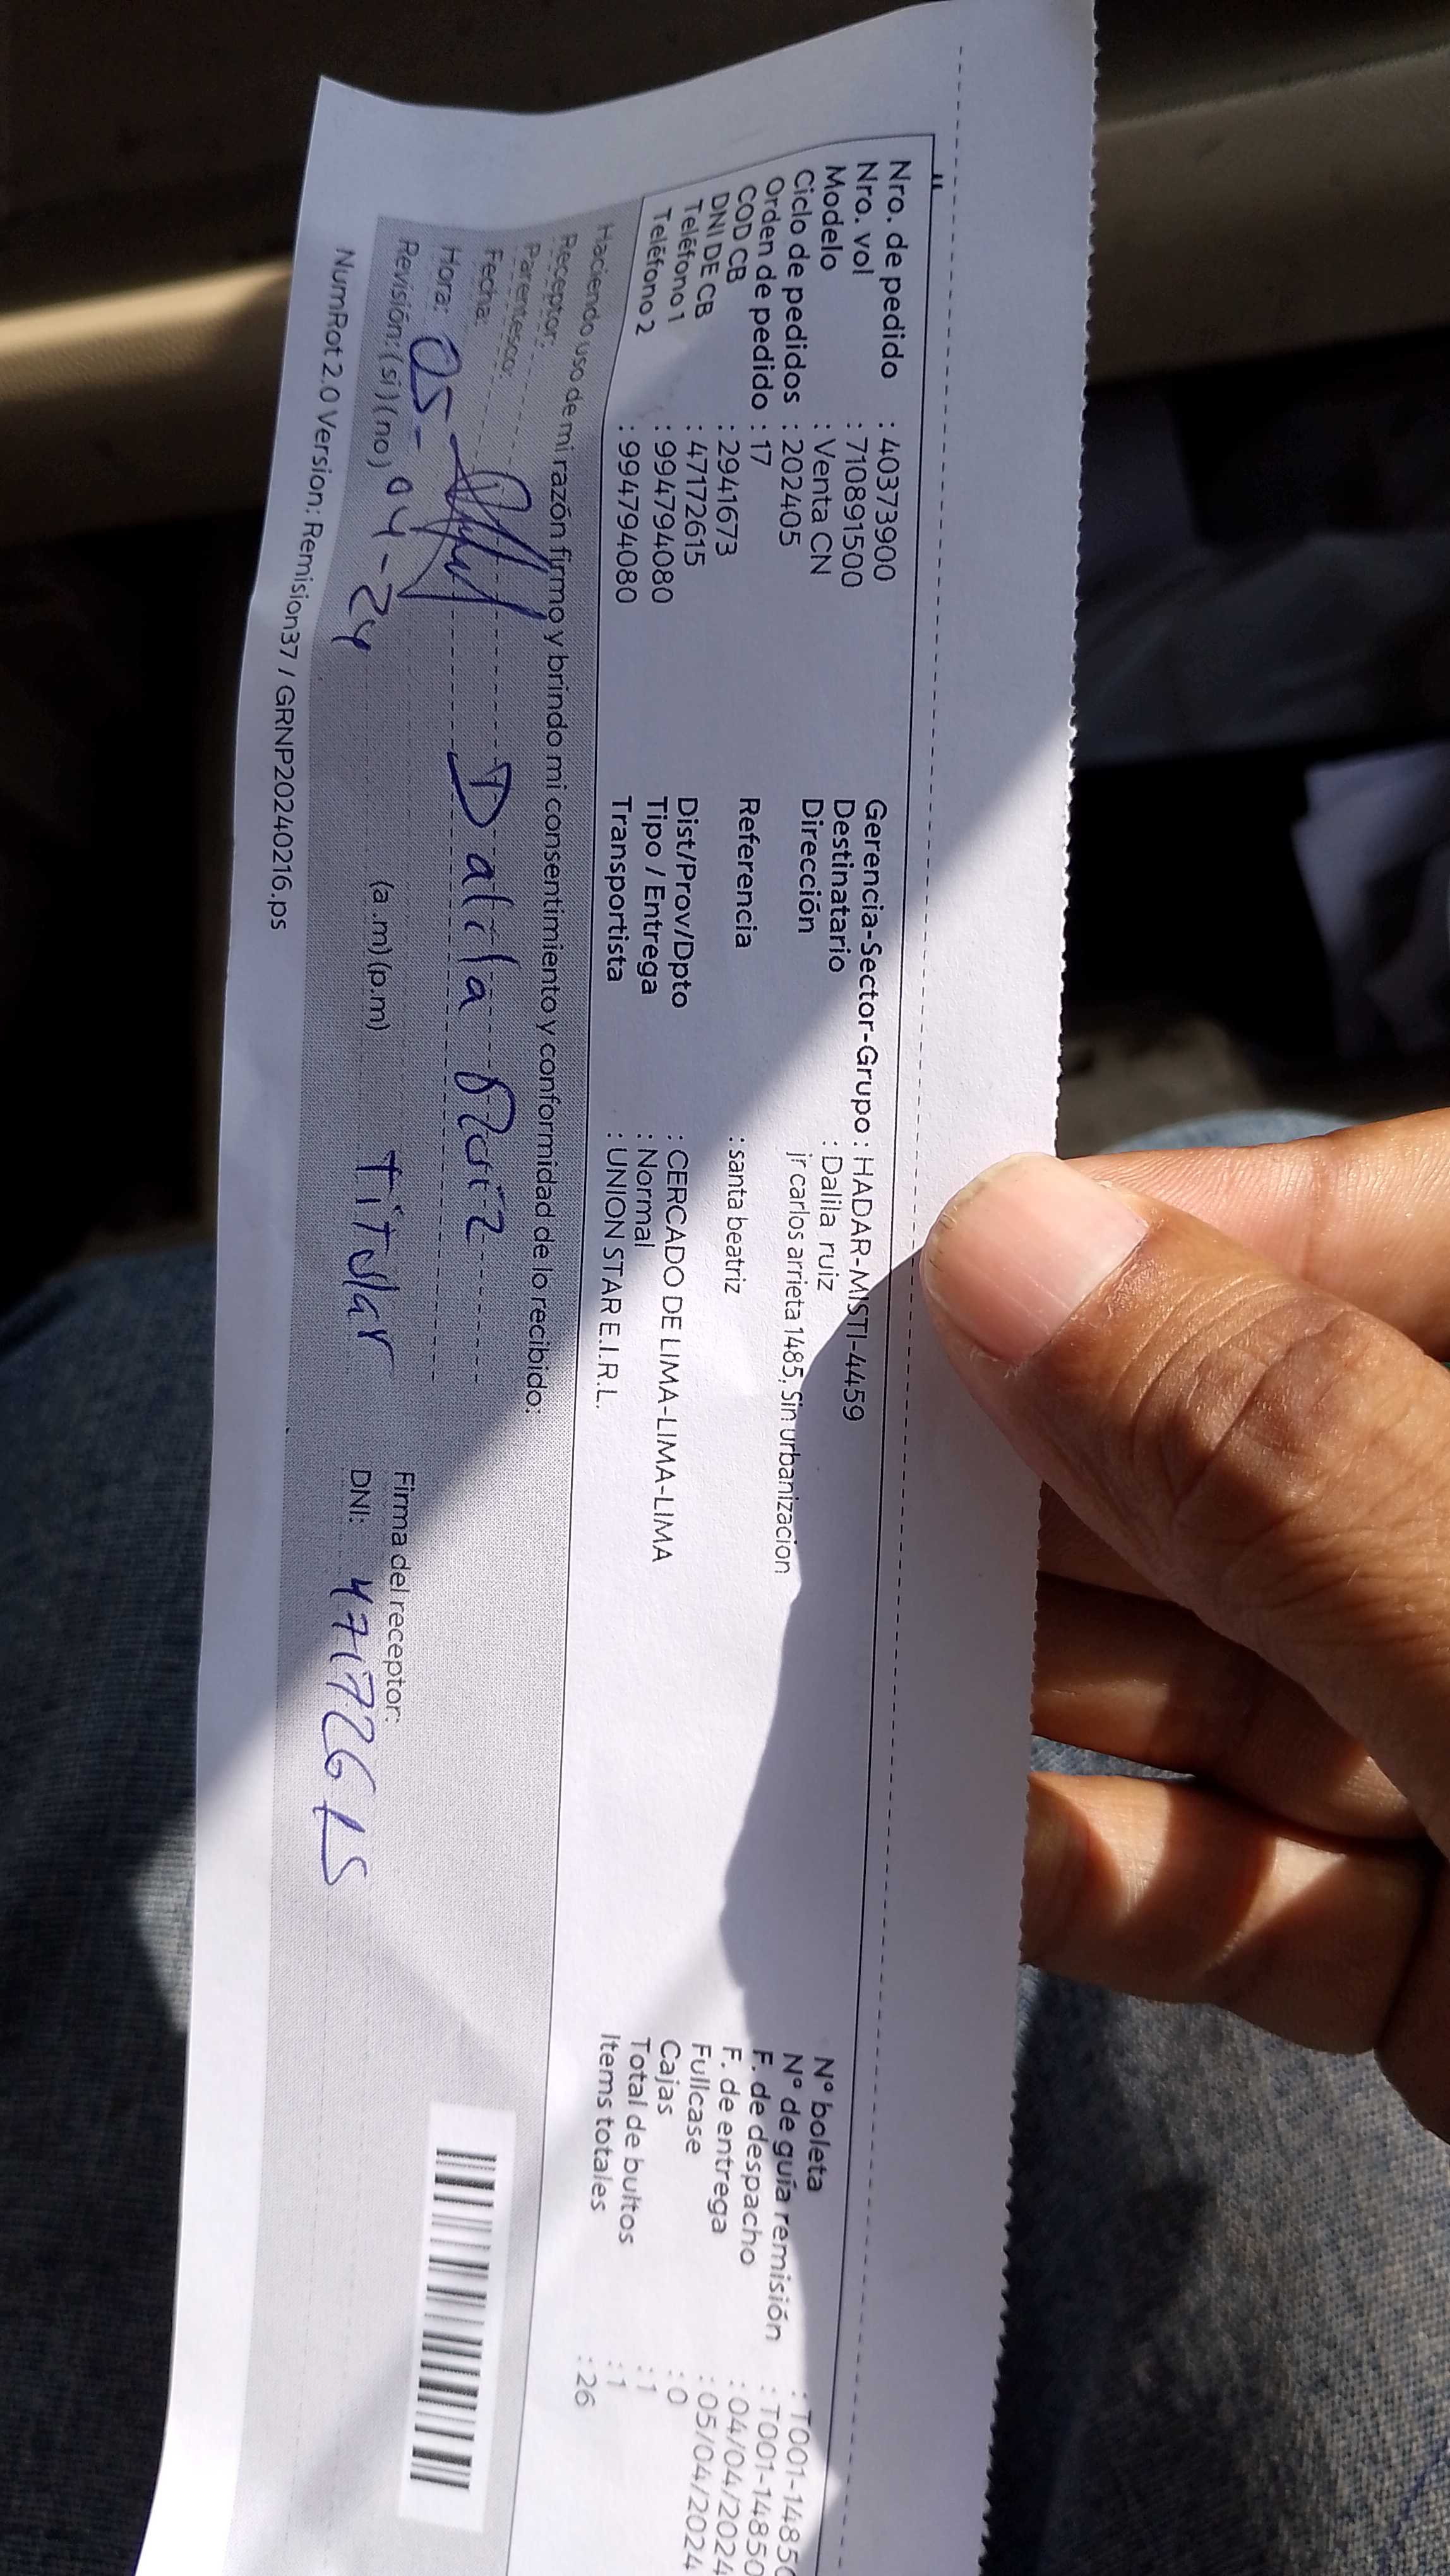 Nro. de pedido : 40373900
Nro. vol : 710891500
Modelo : Venta CN
Ciclo de pedidos : 202405
Orden de pedido : 17
COD CB : 2941673
DNI DE CB : 47172615
Teléfono 1 : 994794080
Teléfono 2 : 994794080
Gerencia-Sector-Grupo : HADAR-MISTI-4459
Destinatario : Dalila ruiz
Dirección jr carlos arrieta 1485, Sin urbanizacion
Referencia : santa beatriz
Dist/Prov/Dpto : CERCADO DE LIMA-LIMA-LIMA
Tipo / Entrega : Normal
Transportista : UNION STAR E.I.R.L.
N° boleta : T001-1485
N° de guía remisión : T001-14850
F. de despacho : 04/04/2024
F. de entrega : 05/04/2024
Fullcase : 0
Cajas : 1
Total de bultos : 1
Items totales : 26
Haciendo uso de mi razón firmo y brindo mi consentimiento y conformidad de lo recibido:
Receptor:
Parentesco: Dalila Ruiz
Fecha:
Hora: 05-04-24 (a.m) (p.m) Titular
Revisión: (si) (no)
Firma del receptor:
DNI: 47172615
NumRot 2.0 Version: Remision37 / GRNP20240216.ps